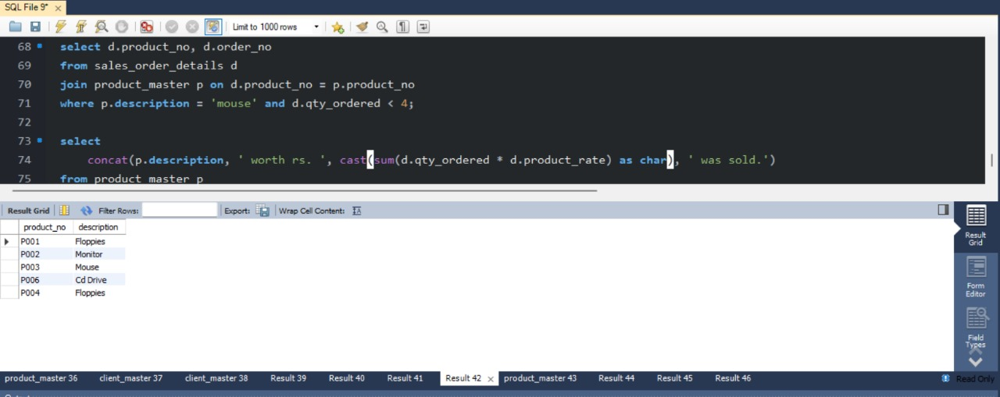 SQL File 9*
Limit to 1000 rows
68 select d.product_no, d.order_no
69 from sales_order_details d
70 join product_master p on d.product_no = p.product_no
71 where p.description = 'mouse' and d.qty_ordered < 4;
72
73 select
74 concat(p.description, ' worth rs. ', cast(sum(d.qty_ordered * d.product_rate) as char), ' was sold.')
75 from product_master p
Result Grid Filter Rows: Export: Wrap Cell Content:
product_no description
P001 Floppies
P002 Monitor
P003 Mouse
P006 Cd Drive
P004 Floppies
Result
Grid
Form
Editor
Field
Types
product_master 36 client_master 37 client_master 38 Result 39 Result 40 Result 41 Result 42 product_master 43 Result 44 Result 45 Result 46 Read Only